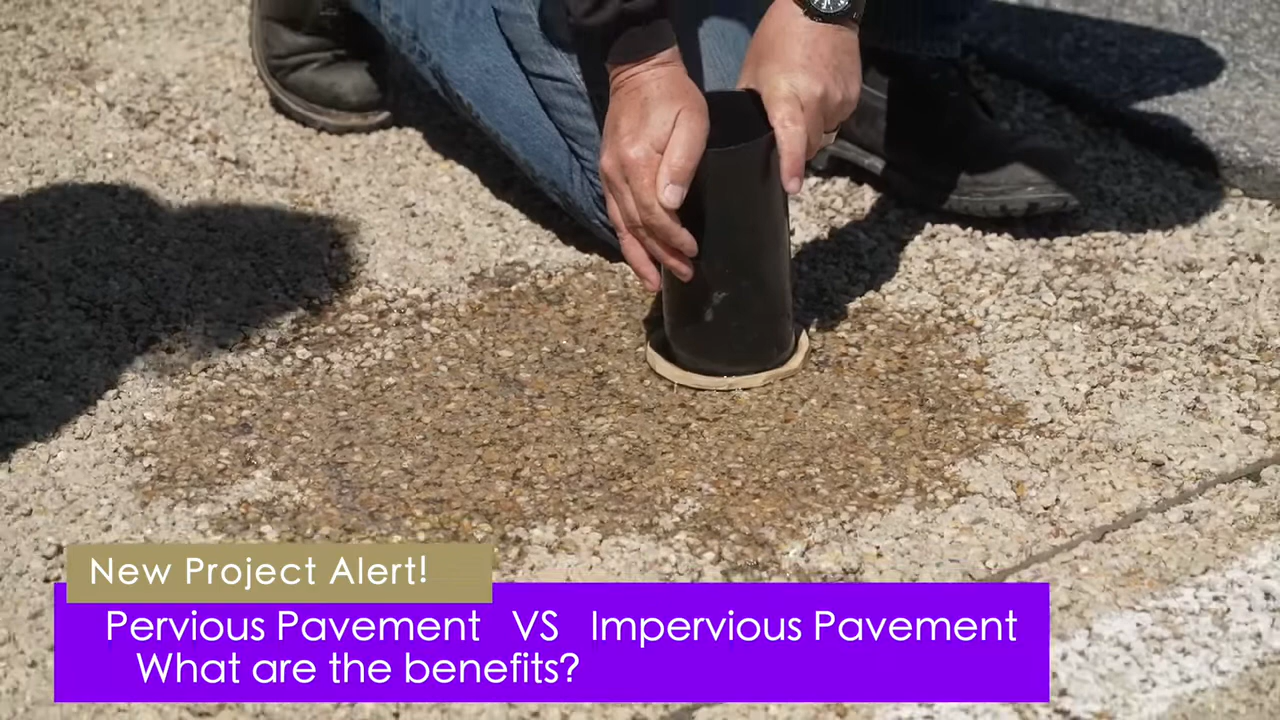 New Project Alert!
Pervious Pavement VS Impervious Pavement
What are the benefits?